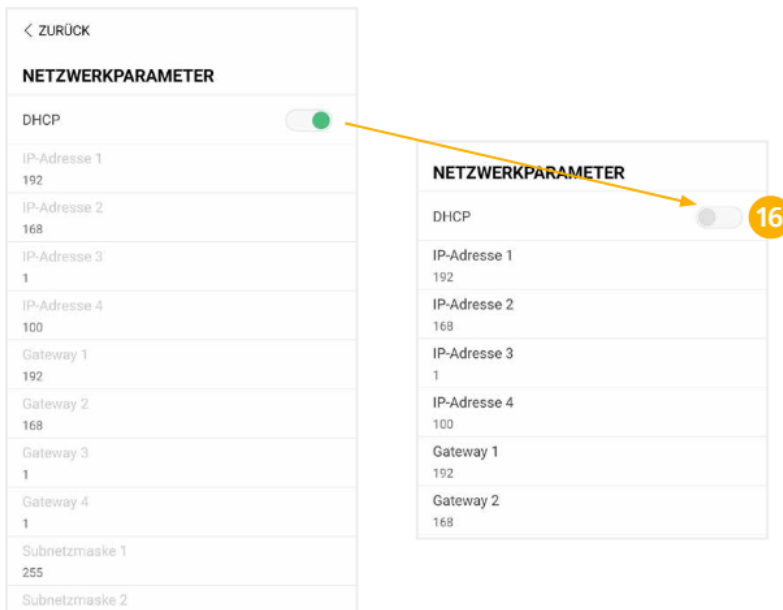 < ZURÜCK
NETZWERKPARAMETER
DHCP
IP-Adresse 1
192
IP-Adresse 2
168
IP-Adresse 3
1
IP-Adresse 4
100
Gateway 1
192
Gateway 2
168
Gateway 3
1
Gateway 4
1
Subnetzmaske 1
255
Subnetzmaske 2
NETZWERKPARAMETER
DHCP
16
IP-Adresse 1
192
IP-Adresse 2
168
IP-Adresse 3
1
IP-Adresse 4
100
Gateway 1
192
Gateway 2
168